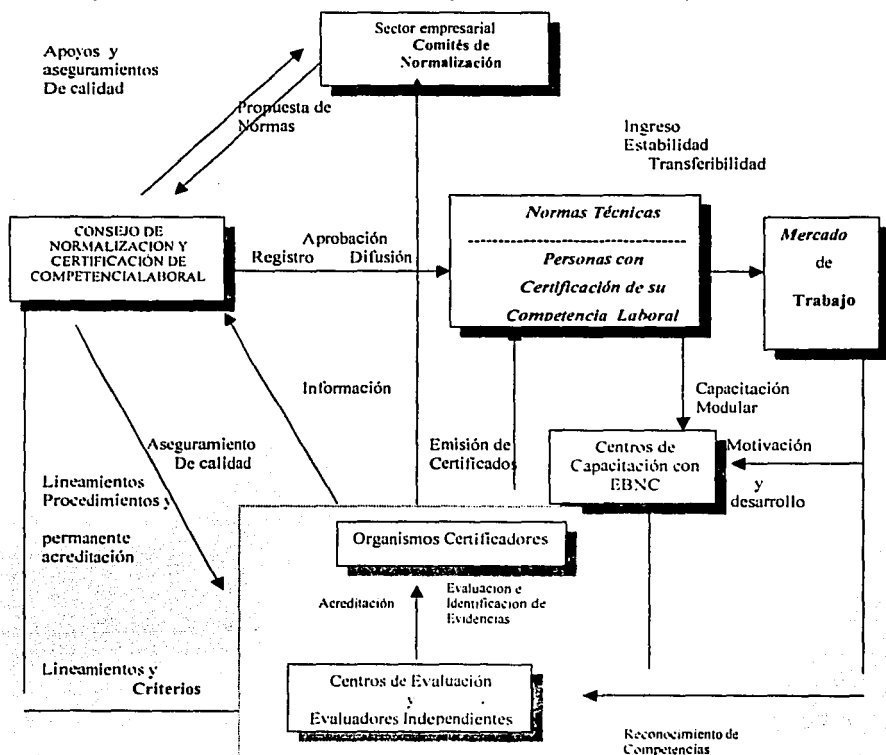 Sector empresarial
Comités de
Normalización
Apoyos y
aseguramientos
De calidad
Propuesta de
Normas
Ingreso
Estabilidad
Transferibilidad
CONSEJO DE
NORMALIZACION Y
CERTIFICACIÓN DE
COMPETENCIALABORAL
Aprobación
Registro Difusión
Normas Técnicas
Personas con
Certificación de su
Competencia Laboral
Mercado
de
Trabajo
Información
Capacitación
Modular
Aseguramiento
De calidad
Emisión de
Certificados
Centros de
Capacitación con
EBNC
Motivación
y
desarrollo
Lineamientos
Procedimientos y
permanente
acreditación
Organismos Certificadores
Acreditación
Evaluacion e
Identificacion de
Evidencias
Lineamientos y
Criterios
Centros de Evaluación
y
Evaluadores Independientes
Reconocimiento de
Competencias